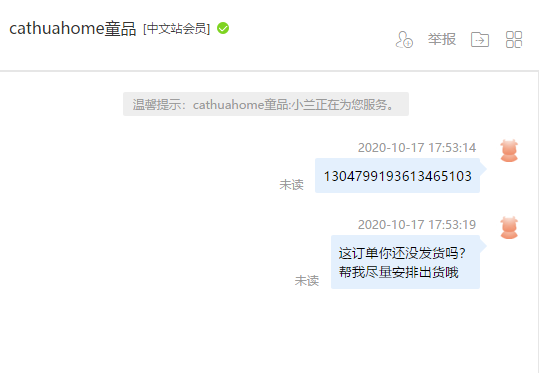 cathuahome童品 [中文站会员]
举报
温馨提示：cathuahome童品:小兰正在为您服务。
2020-10-17 17:53:14
未读 1304799193613465103
2020-10-17 17:53:19
这订单你还没发货吗?
未读 帮我尽量安排出货哦